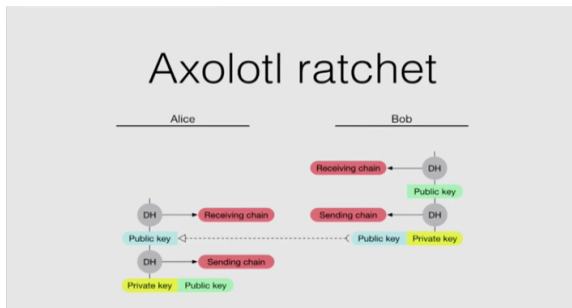 Axolotl ratchet
Alice
Bob
Receiving chain DH
Public key
DH Receiving chain Sending chain DH
Public key Public key Private key
DH Sending chain
Private key Public key